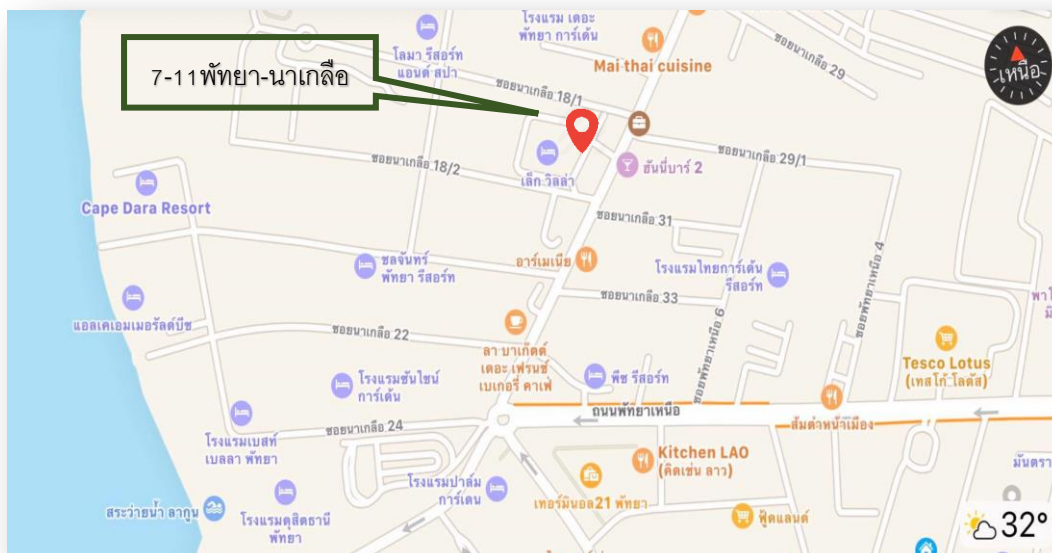 โรงแรม เดอะ
พัทยา การ์เด้น
Mai thai cuisine
ซอยนาเกลือ 29
เหนือ
โลมา รีสอร์ท
แอนด์ สปา
7-11พัทยา-นาเกลือ
ซอยนาเกลือ 18/1
ซอยนาเกลือ 18/2
เล็ก วิลล่า
ฮันนี่บาร์ 2
ซอยนาเกลือ 29/1
Cape Dara Resort
ซอยนาเกลือ 31
ซอยพัทยาเหนือ 4
ชลจันทร์
พัทยา รีสอร์ท
อาร์เมเนีย
โรงแรมไทยการ์เด้น
รีสอร์ท
ซอยนาเกลือ 33
แอลเคเอมเมอรัลด์บีช
ซอยนาเกลือ 22
ซอยพัทยาเหนือ 6
ลา บาเก็ตต์
เดอะ เฟรนช์
เบเกอรี่ คาเฟ่
Tesco Lotus
(เทสโก้ โลตัส)
โรงแรมซันไชน์
การ์เด้น
พีช รีสอร์ท
ถนนพัทยาเหนือ
ส้มตำหน้าเมือง
ซอยนาเกลือ 24
โรงแรมเบสท์
เบลลา พัทยา
Kitchen LAO
(คิดเช่น ลาว)
มันตรา
โรงแรมปาล์ม
การ์เดน
เทอร์มินอล21 พัทยา
สระว่ายน้ำ ลากูน
โรงแรมดุสิตธานี
พัทยา
ฟู้ดแลนด์
32°